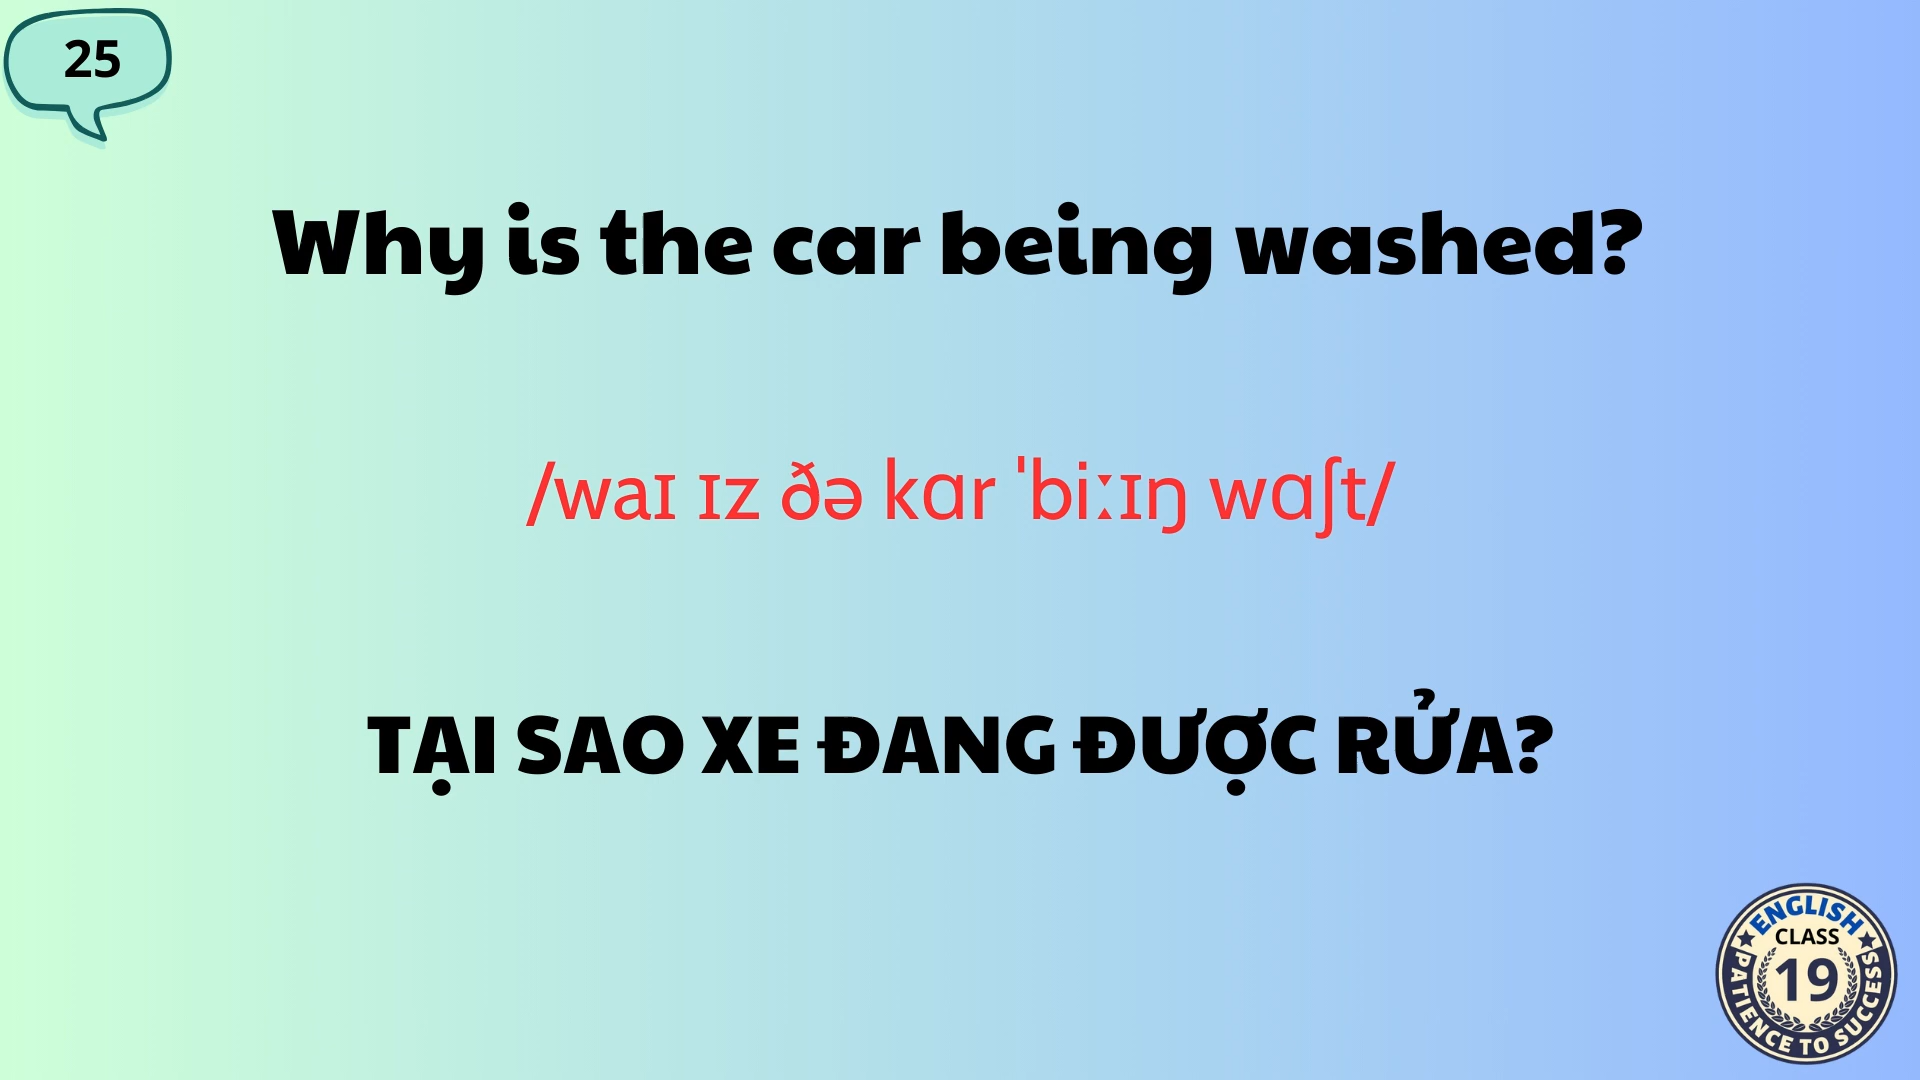 25
Why is the car being washed?
/waɪ ɪz ðə kɑr ˈbiːɪŋ wɑʃt/
TẠI SAO XE ĐANG ĐƯỢC RỬA?
ENGLISH
CLASS
19
PATIENCE TO SUCCESS